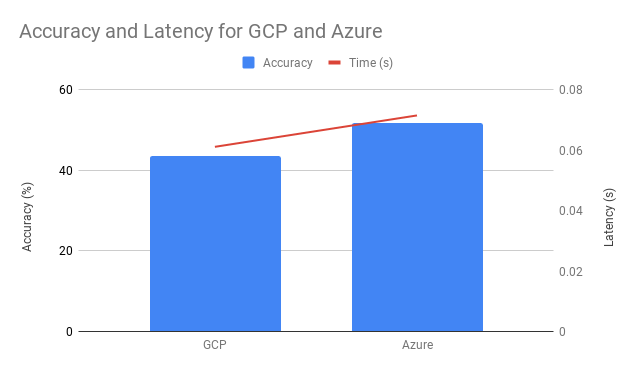 Accuracy and Latency for GCP and Azure
Accuracy Time (s)
60 0.08
0.06
40
0.04
20
0.02
0 0
Accuracy (%)
Latency (s)
GCP Azure